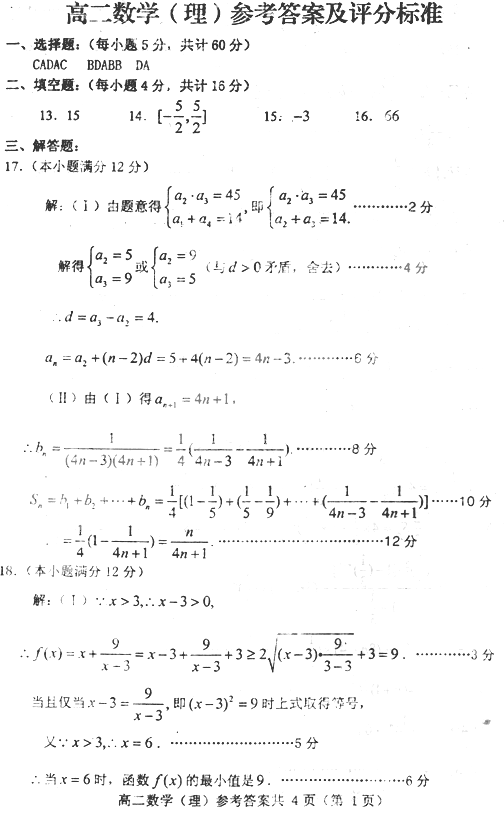 高二数学（理）参考答案及评分标准
一、选择题：（每小题5分，共计60分）
CADAC BDABB DA
二、填空题：（每小题4分，共计16分）
13. 15 14. [-5/2, 5/2] 15. -3 16. 66
三、解答题：
17.（本小题满分12分）
解：（Ⅰ）由题意得{a₂·a₃=45, a₁+a₄=14, 即{a₂·a₃=45, a₂+a₃=14. …………2分
解得{a₂=5, a₃=9 或{a₂=9, a₃=5（与d>0矛盾，舍去）…………4分
∴d=a₃-a₂=4.
aₙ=a₂+(n-2)d=5+4(n-2)=4n-3. …………6分
（Ⅱ）由（Ⅰ）得aₙ₊₁=4n+1,
∴bₙ=1/((4n-3)(4n+1))=1/4(1/(4n-3)-1/(4n+1)). …………8分
Sₙ=b₁+b₂+…+bₙ=1/4[(1-1/5)+(1/5-1/9)+…+(1/(4n-3)-1/(4n+1))] ……10分
=1/4(1-1/(4n+1))=n/(4n+1). …………………………12分
18.（本小题满分12分）
解：（Ⅰ）∵x>3,∴x-3>0,
∴f(x)=x+9/(x-3)=x-3+9/(x-3)+3≥2√((x-3)•9/(3-3))+3=9. …………3分
当且仅当x-3=9/(x-3), 即(x-3)²=9时上式取得等号，
又∵x>3,∴x=6. …………………5分
∴当x=6时，函数f(x)的最小值是9. …………………6分
高二数学（理）参考答案共 4 页（第 1 页）